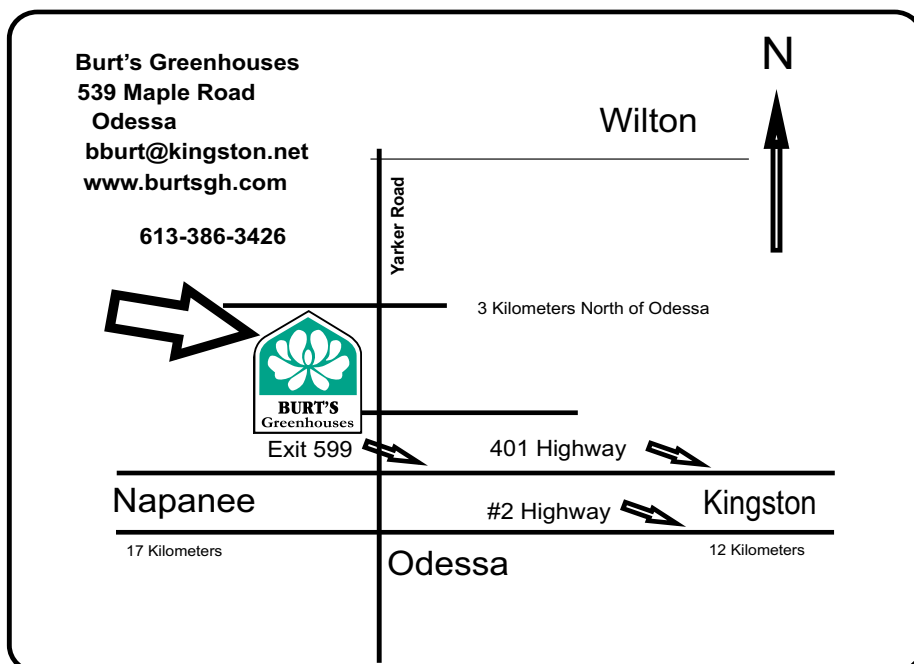 Burt's Greenhouses
539 Maple Road
Odessa
bburt@kingston.net
www.burtsgh.com
613-386-3426
N
Wilton
Yarker Road
3 Kilometers North of Odessa
BURT'S
Greenhouses
Exit 599
401 Highway
Napanee
#2 Highway
Kingston
17 Kilometers
12 Kilometers
Odessa